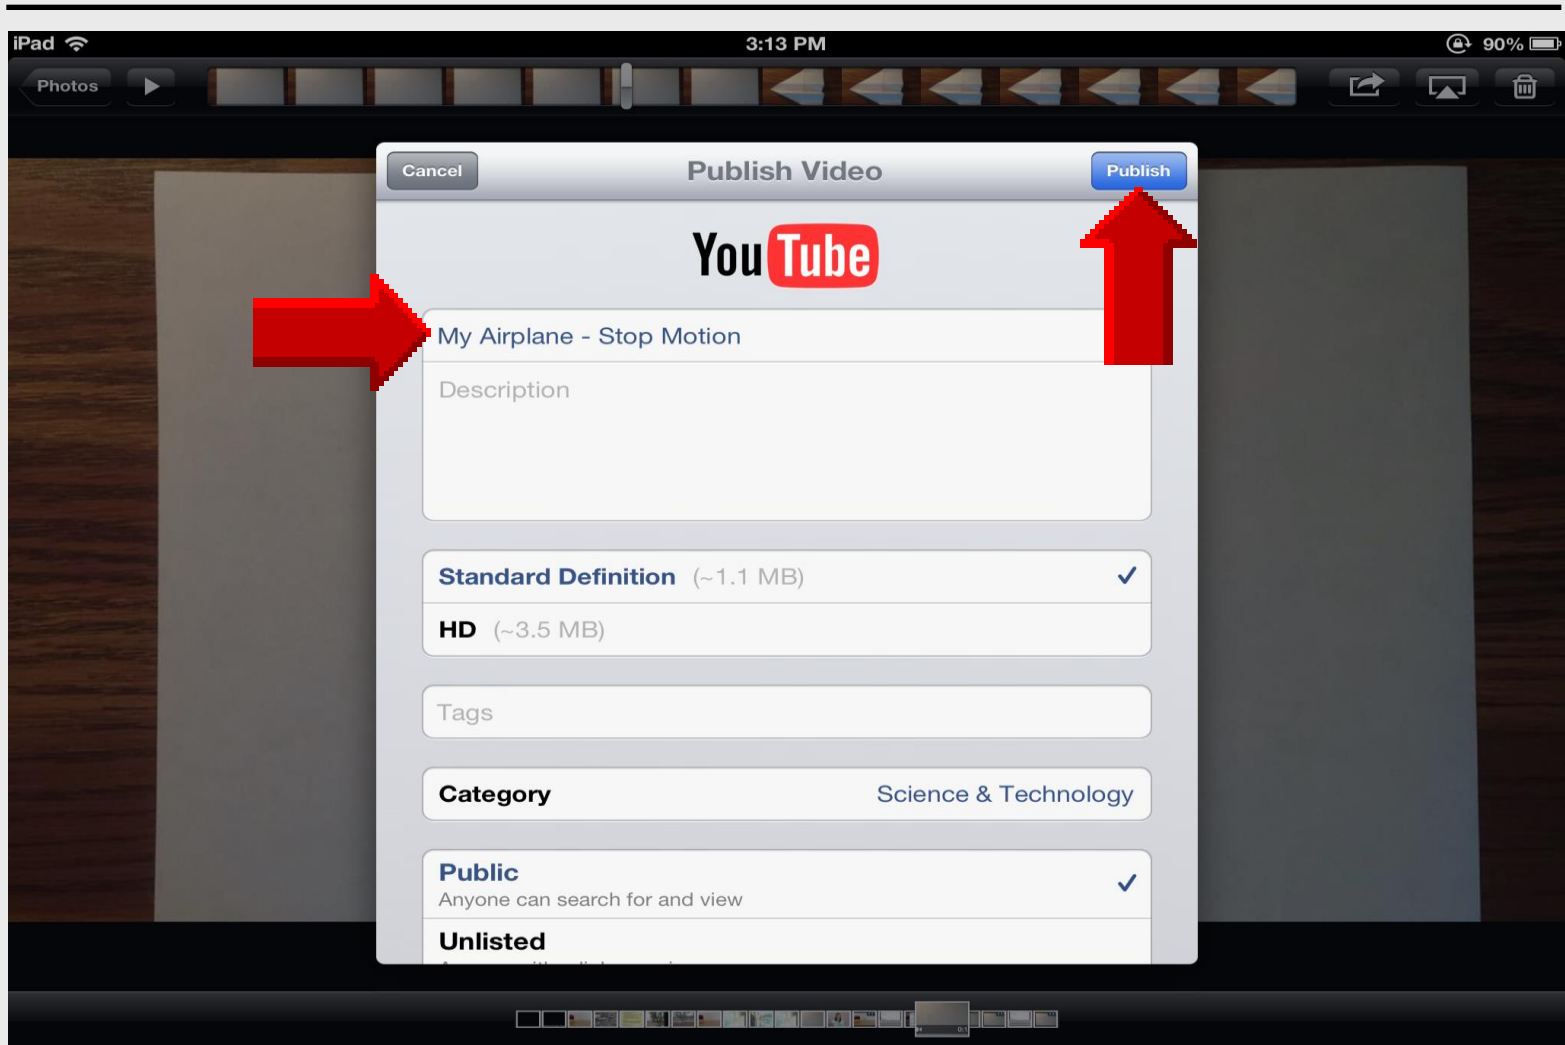 iPad 3:13 PM 90%
Photos
Cancel Publish Video Publish
YouTube
My Airplane - Stop Motion
Description
Standard Definition (~1.1 MB)
HD (~3.5 MB)
Tags
Category Science & Technology
Public
Anyone can search for and view
Unlisted